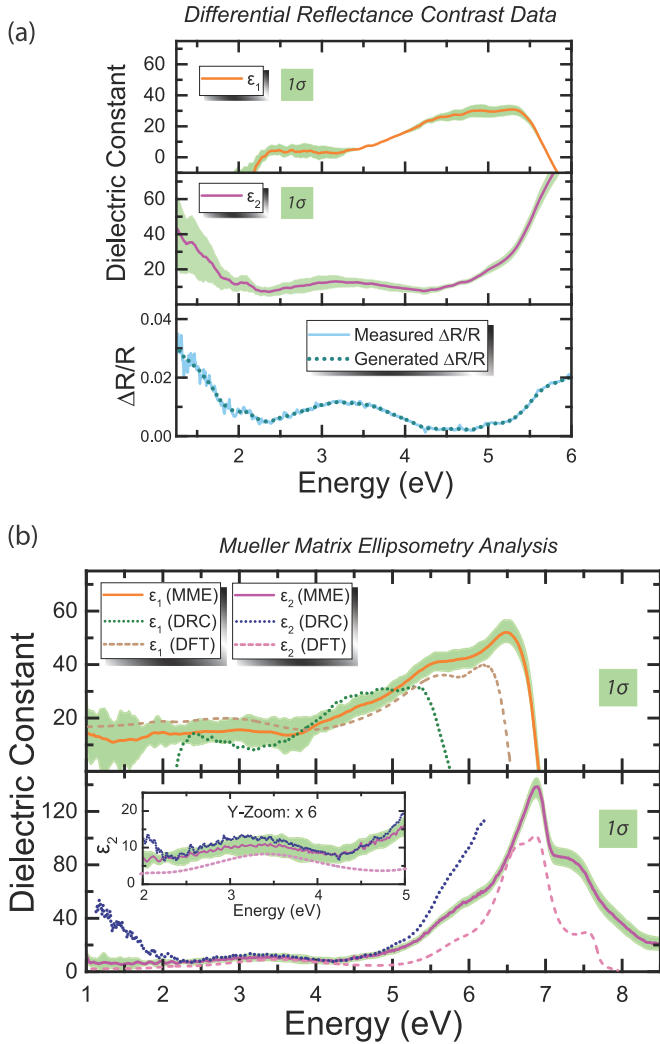 Differential Reflectance Contrast Data
(a)
60
40
20
0
ε1
1σ
60
40
20
ε2
1σ
Dielectric Constant
0.04
0.02
0.00
ΔR/R
Measured ΔR/R
Generated ΔR/R
2 3 4 5 6
Energy (eV)
(b)
Mueller Matrix Ellipsometry Analysis
ε1 (MME)
ε1 (DRC)
ε1 (DFT)
ε2 (MME)
ε2 (DRC)
ε2 (DFT)
60
40
20
1σ
Dielectric Constant
120
80
40
0
1σ
Y-Zoom: x 6
20
10
0
ε2
2 3 4 5
Energy (eV)
1 2 3 4 5 6 7 8
Energy (eV)